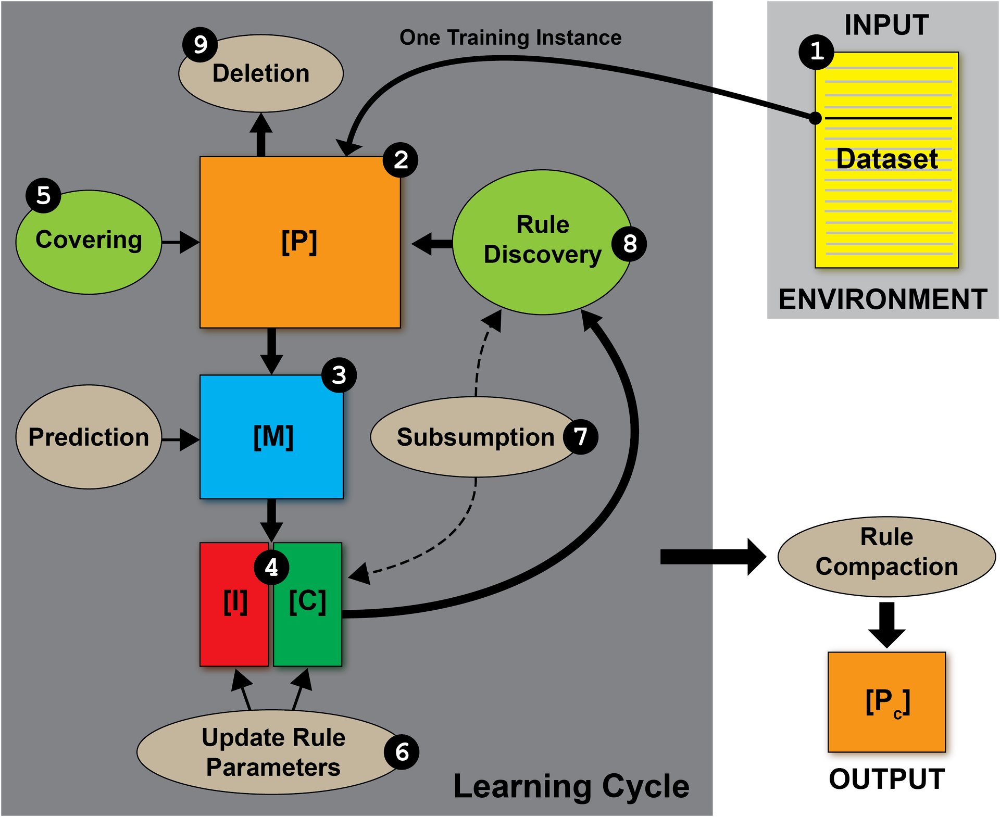 INPUT
1
Dataset
ENVIRONMENT
One Training Instance
9
Deletion
2
[P]
5
Covering
Rule
Discovery
8
3
[M]
Prediction
Subsumption
7
4
[I]
[C]
Update Rule
Parameters
6
Learning Cycle
Rule
Compaction
[Pc]
OUTPUT